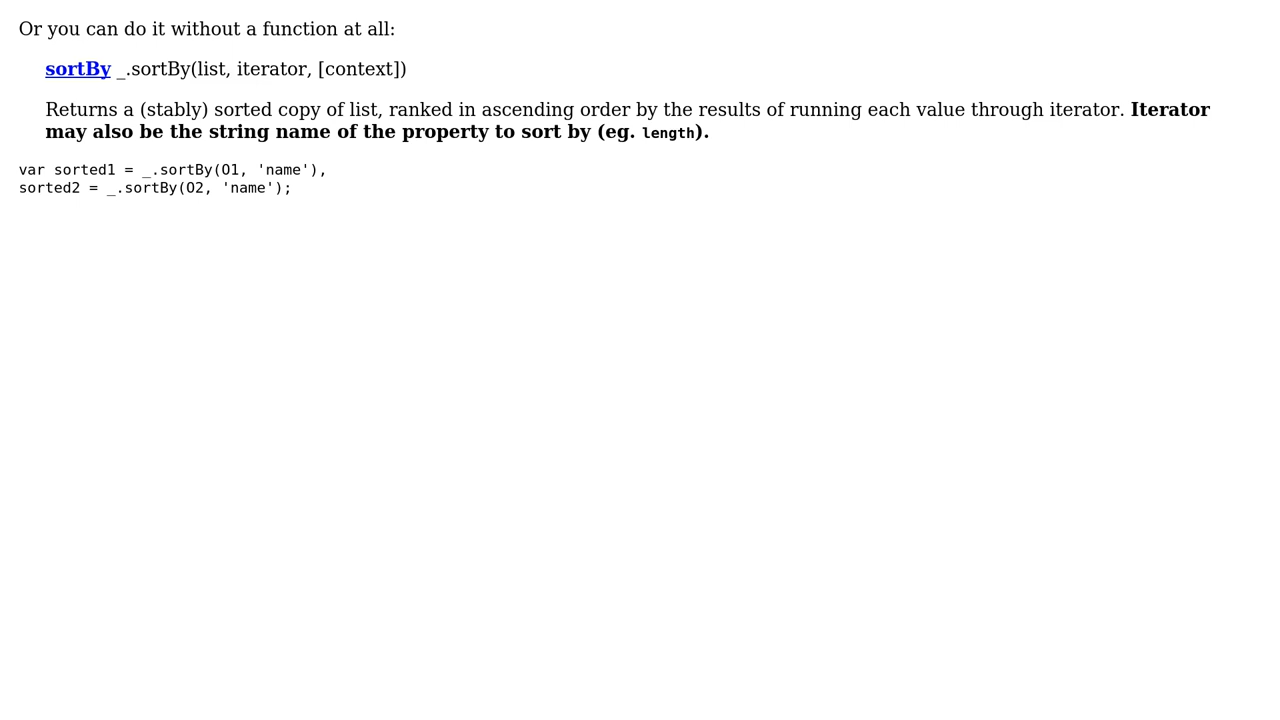 Or you can do it without a function at all:
sortBy _.sortBy(list, iterator, [context])
Returns a (stably) sorted copy of list, ranked in ascending order by the results of running each value through iterator. Iterator
may also be the string name of the property to sort by (eg. length).
var sorted1 = _.sortBy(O1, 'name'),
sorted2 = _.sortBy(O2, 'name');